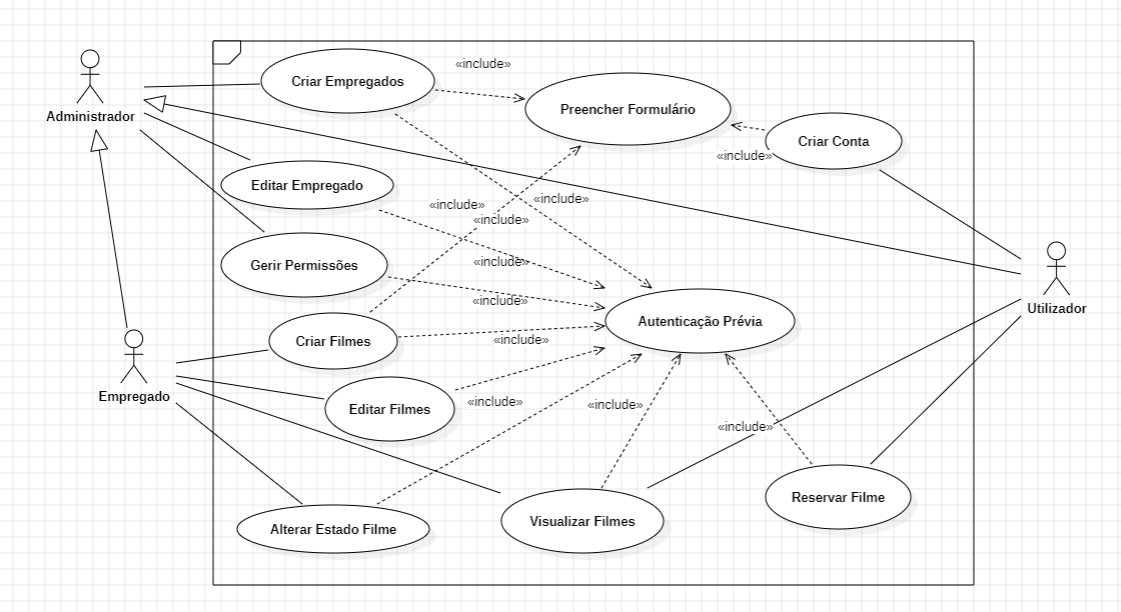 «include»
Criar Empregados
Preencher Formulário
Administrador
Criar Conta
«include»
Editar Empregado
«include»
«include»
«include»
«include»
Gerir Permissões
«include»
Utilizador
Autenticação Prévia
Criar Filmes
«include»
Empregado
Editar Filmes
«include»
«include»
«include»
Reservar Filme
Visualizar Filmes
Alterar Estado Filme